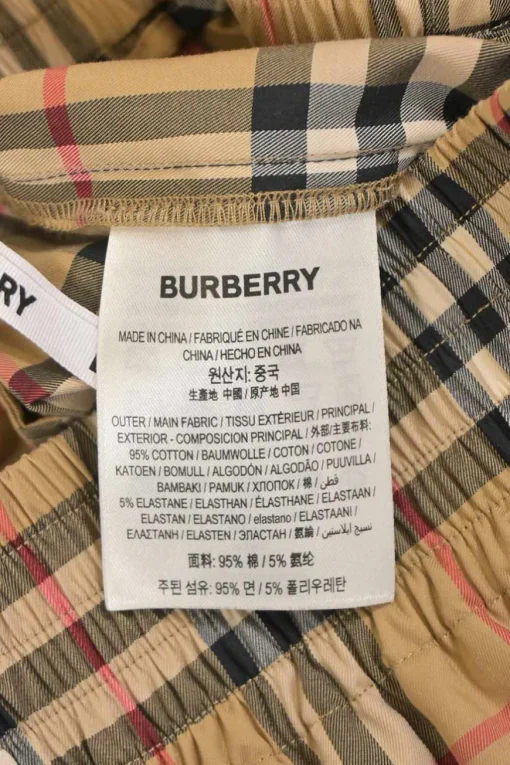 RY
BURBERRY
MADE IN CHINA / FABRIQUÉ EN CHINE / FABRICADO NA
CHINA / HECHO EN CHINA
원산지: 중국
生產地 中國 / 原产地 中国
OUTER / MAIN FABRIC / TISSU EXTÉRIEUR / PRINCIPAL /
EXTERIOR - COMPOSICION PRINCIPAL / 外部/主要布料:
95% COTTON / BAUMWOLLE / COTON / COTONE /
KATOEN / BOMULL / ALGODÓN / ALGODÃO / PUUVILLA /
BAMBAKI / PAMUK / ХЛОПОК / 棉 / قطن
5% ELASTANE / ELASTHAN / ÉLASTHANE / ELASTAAN /
ELASTAN / ELASTANO / elastano / ELASTAANI /
ΕΛΑΣΤΑΝΗ / ELASTEN / ЭЛАСТАН / 氨綸 / نسيج ايلاستين
面料: 95% 棉 / 5% 氨纶
주된 섬유: 95% 면 / 5% 폴리우레탄